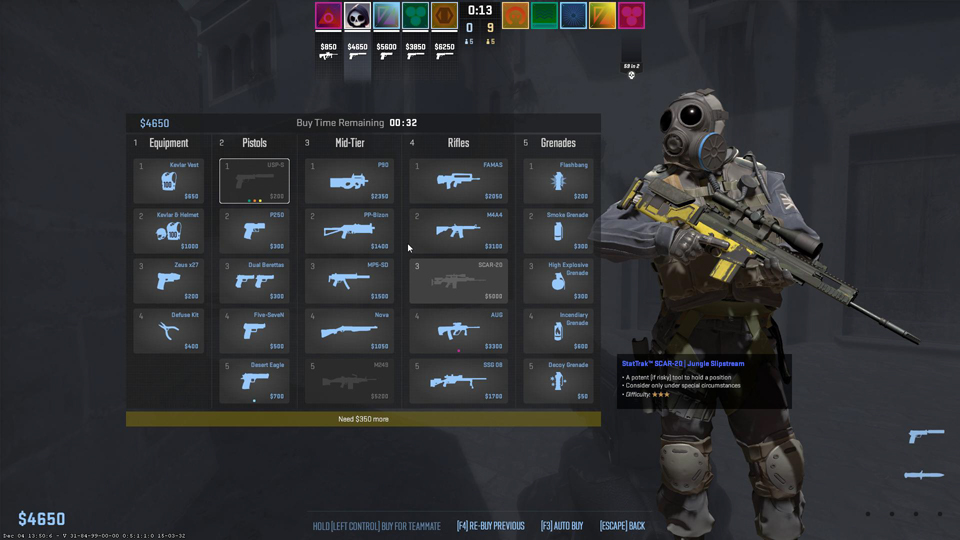 0:13
0 9
5 5
$850 $4650 $5600 $3850 $6250
59 in 2
$4650 Buy Time Remaining 00:32
1 Equipment 2 Pistols 3 Mid-Tier 4 Rifles 5 Grenades
1 Kevlar Vest $650
1 USP-S $200
1 P90 $2350
1 FAMAS $2050
1 Flashbang $200
2 Kevlar & Helmet $1000
2 P250 $300
2 PP-Bizon $1400
2 M4A4 $3100
2 Smoke Grenade $300
3 Zeus x27 $200
3 Dual Berettas $300
3 MP5-SD $1500
3 SCAR-20 $5000
3 High Explosive Grenade $300
4 Defuse Kit $400
4 Five-SeveN $500
4 Nova $1050
4 AUG $3300
4 Incendiary Grenade $600
5 Desert Eagle $700
5 M249 $5200
5 SSG 08 $1700
5 Decoy Grenade $50
Need $350 more
StatTrak™ SCAR-20 | Jungle Slipstream
• A potent (if risky) tool to hold a position
• Consider only under special circumstances
• Difficulty: ★★★
$4650
HOLD [LEFT CONTROL] BUY FOR TEAMMATE [F4] RE-BUY PREVIOUS [F3] AUTO BUY [ESCAPE] BACK